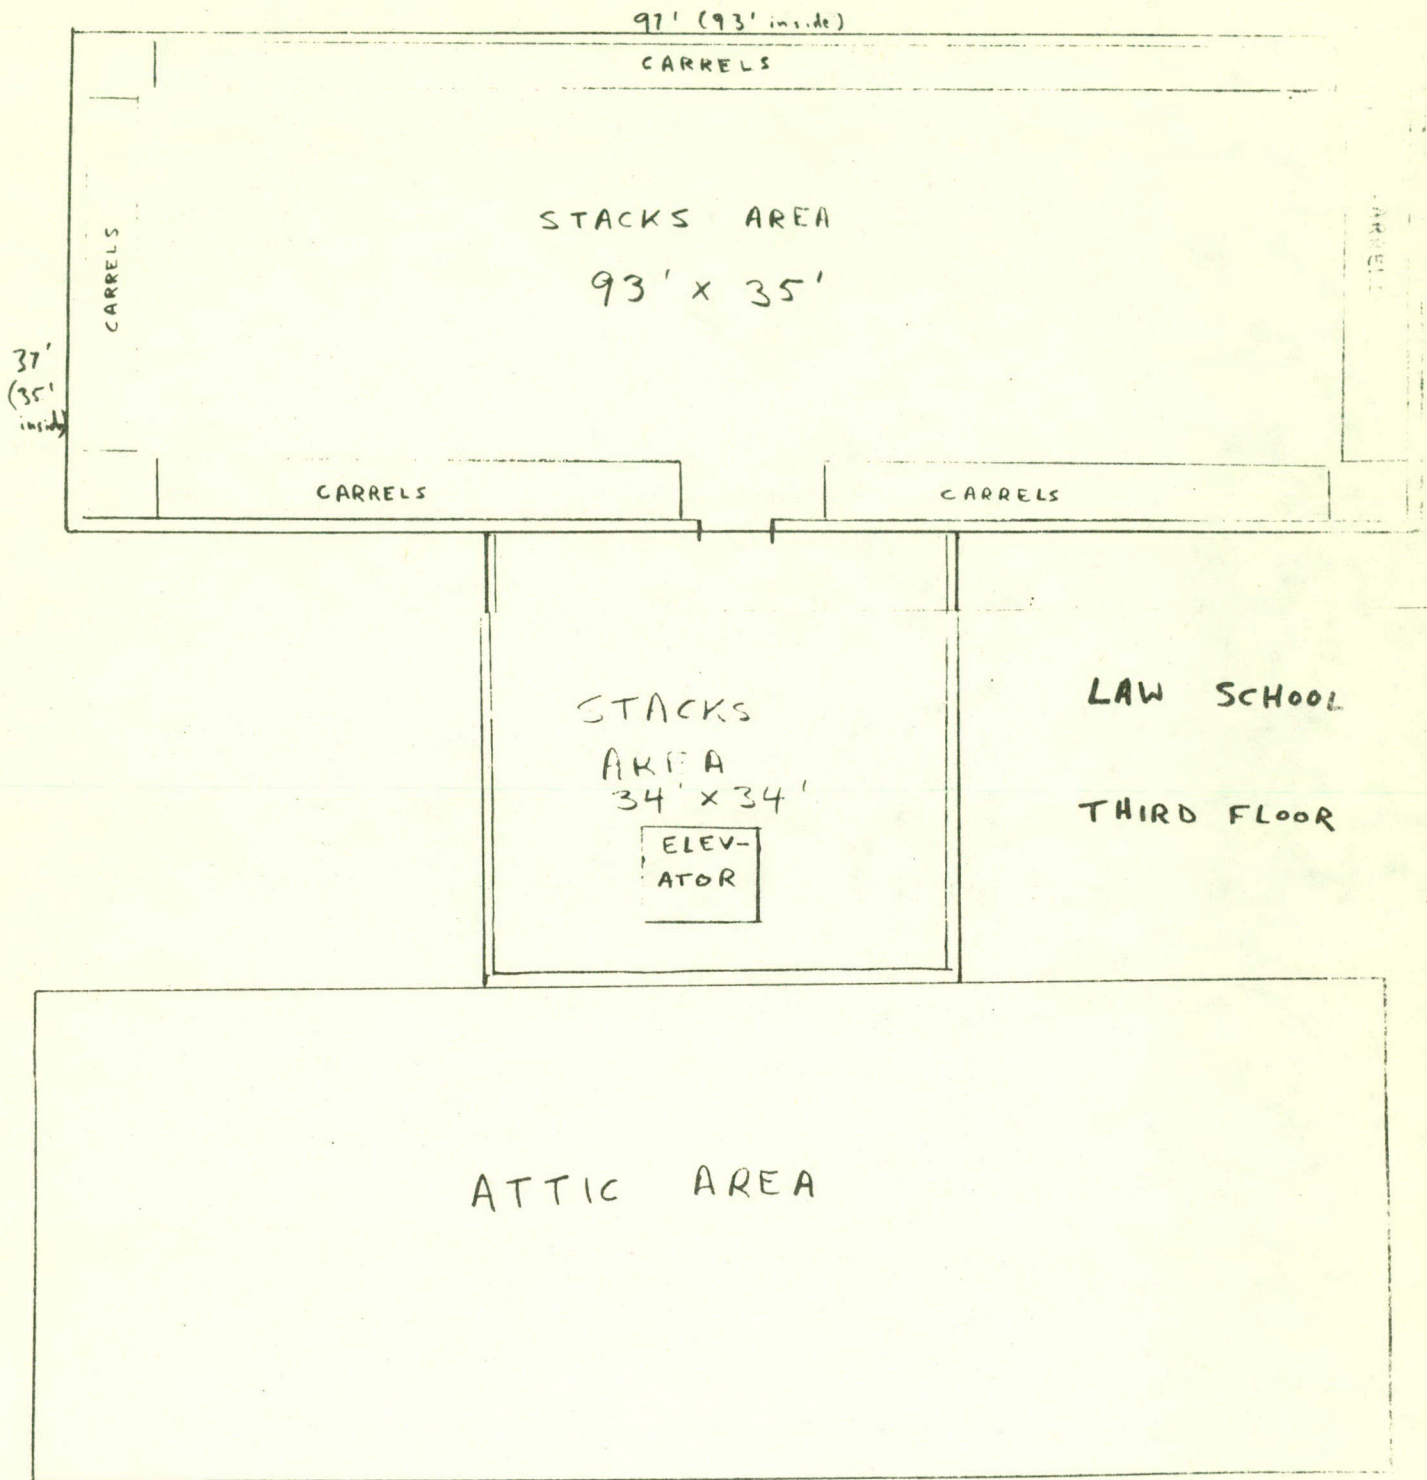 97' (93' inside)
CARRELS
STACKS AREA
93' x 35'
CARRELS
37'
(35'
inside)
CARRELS
CARRELS
STACKS
AREA
34' x 34'
ELEV-
ATOR
LAW SCHOOL
THIRD FLOOR
ATTIC AREA